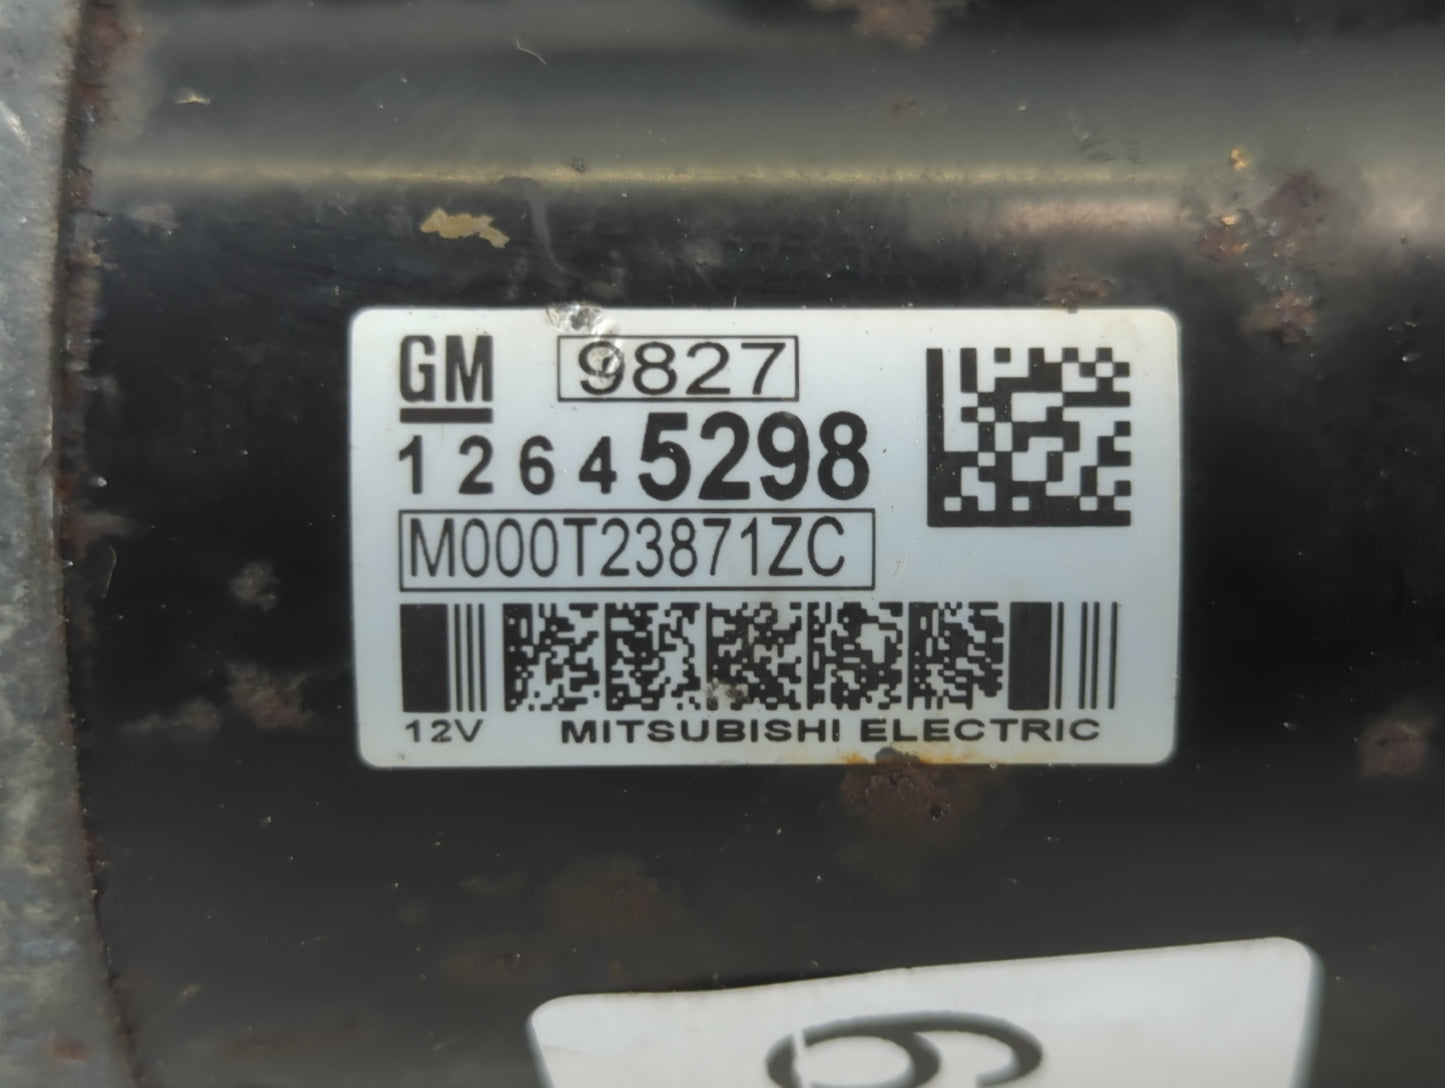 GM 9827
12645298
M000T23871ZC
12V MITSUBISHI ELECTRIC